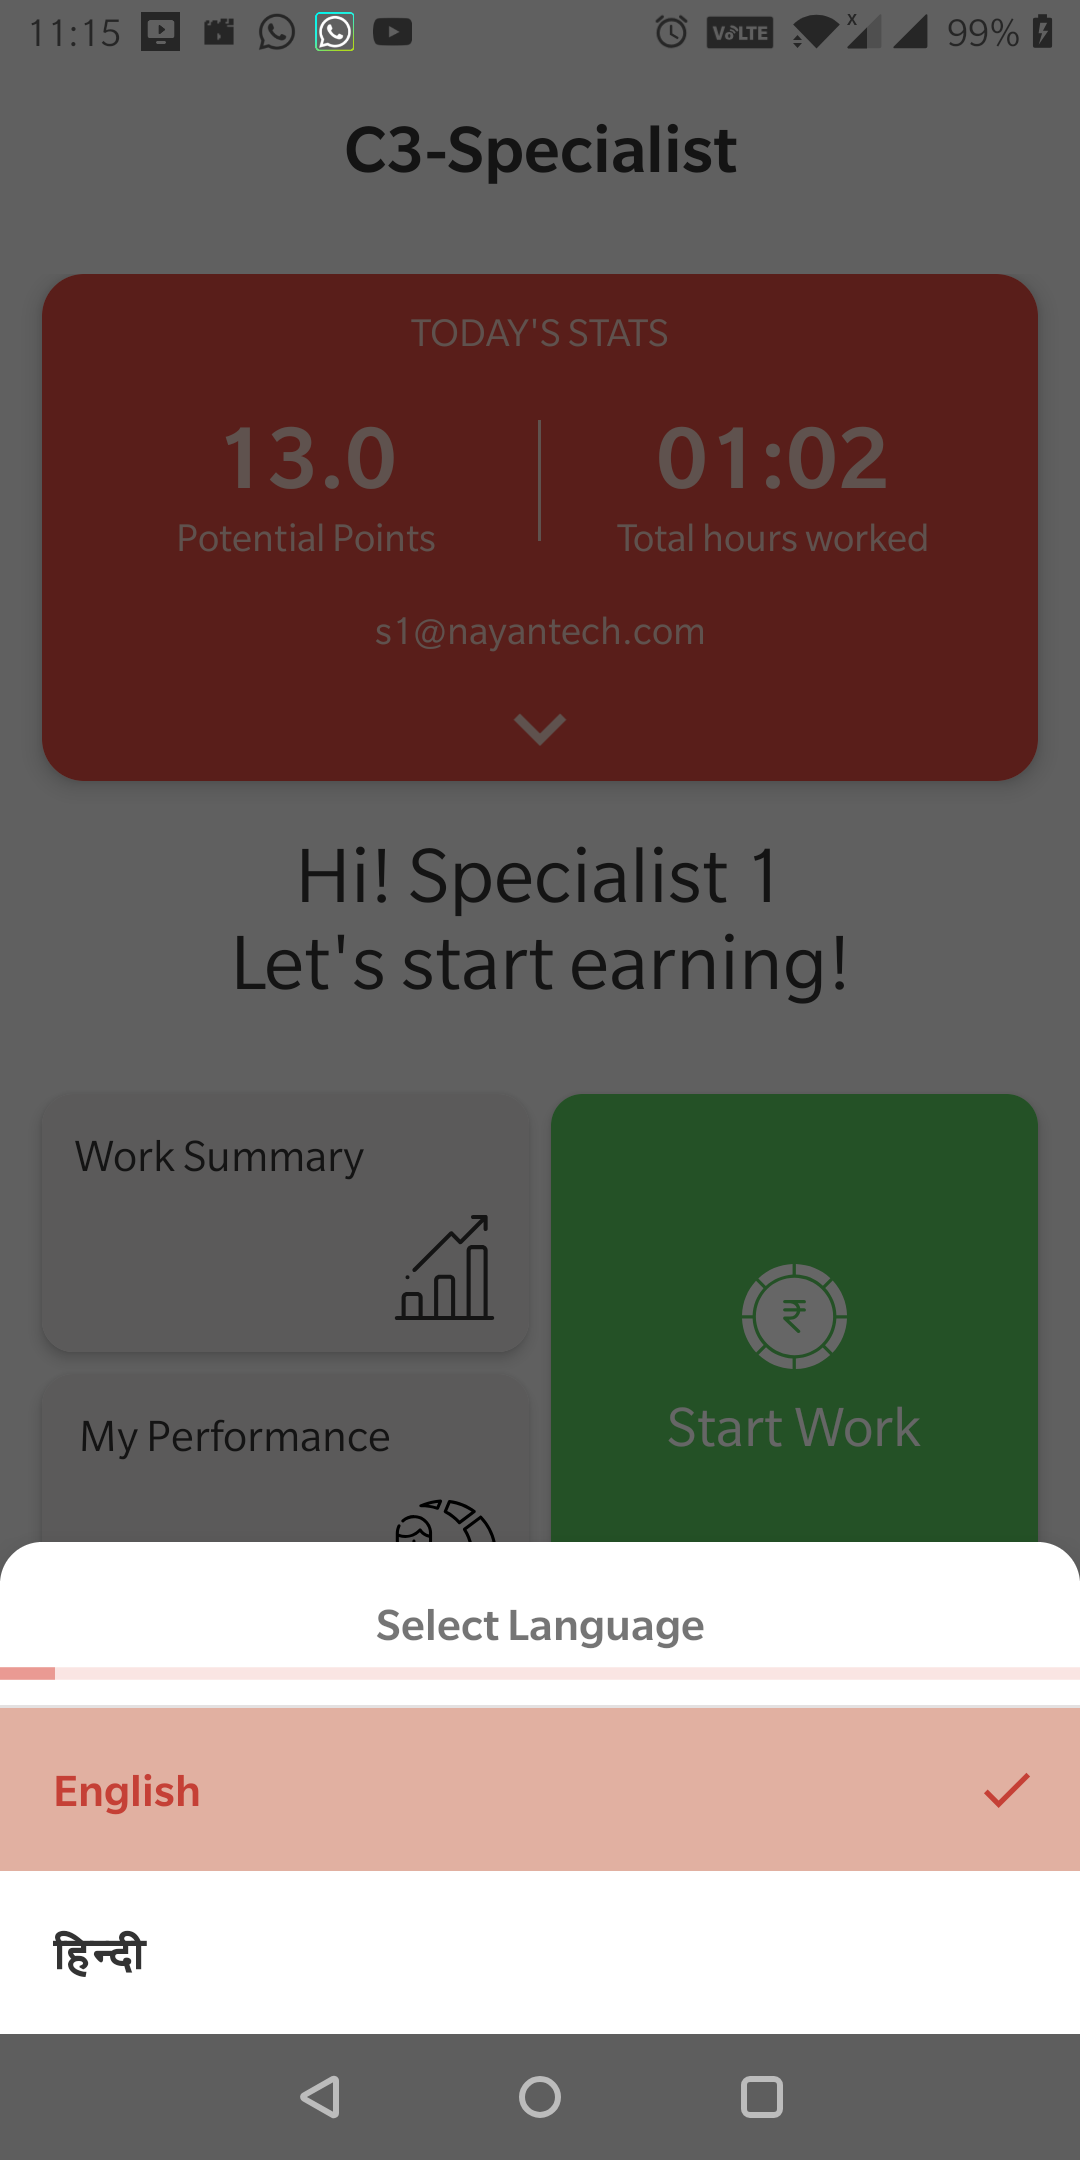 11:15 VoLTE x 99%
C3-Specialist
TODAY'S STATS
13.0 01:02
Potential Points Total hours worked
s1@nayantech.com
Hi! Specialist 1
Let's start earning!
Work Summary
₹
Start Work
My Performance
Select Language
English
हिन्दी